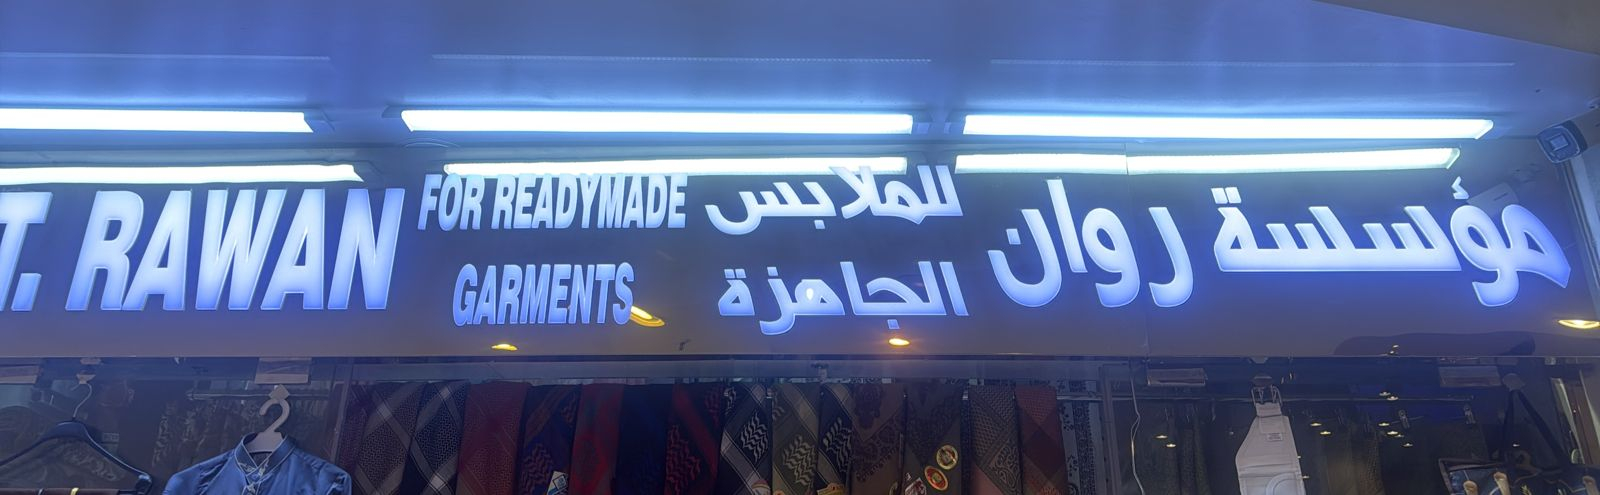 مؤسسة روان
للملابس
الجاهزة
T. RAWAN
FOR READYMADE
GARMENTS